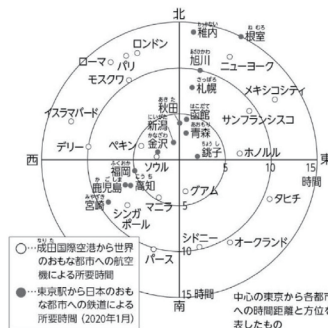 北
ロンドン
稚内
わっかない
根室
ねむろ
ローマ
パリ
モスクワ
旭川
あさひかわ
ニューヨーク
札幌
さっぽろ
メキシコシティ
秋田
あきた
函館
はこだて
サンフランシスコ
イスラマバード
新潟
にいがた
青森
あおもり
デリー
ペキン
金沢
かなざわ
銚子
ちょうし
ホノルル
西
ソウル
5
10
15
東
福岡
ふくおか
高知
こうち
鹿児島
かごしま
グアム
宮崎
みやざき
マニラ
タヒチ
シンガ
ポール
5
シドニー
オークランド
パース
10
15時間
南
時間
○…成田国際空港から世界
なりた
のおもな都市への航空
機による所要時間
●…東京駅から日本のおも
な都市への鉄道による
所要時間(2020年1月)
中心の東京から各都市
への時間距離と方位を
表したもの